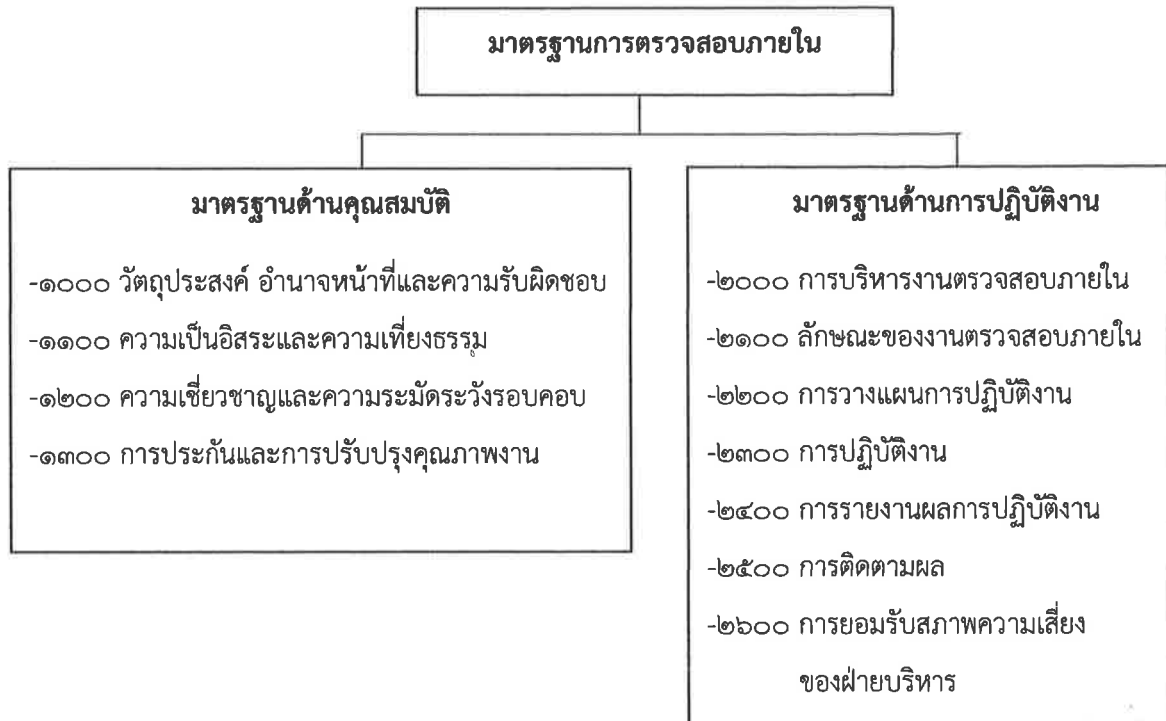 มาตรฐานการตรวจสอบภายใน
มาตรฐานด้านคุณสมบัติ
-๑๐๐๐ วัตถุประสงค์ อำนาจหน้าที่และความรับผิดชอบ
-๑๑๐๐ ความเป็นอิสระและความเที่ยงธรรม
-๑๒๐๐ ความเชี่ยวชาญและความระมัดระวังรอบคอบ
-๑๓๐๐ การประกันและการปรับปรุงคุณภาพงาน
มาตรฐานด้านการปฏิบัติงาน
-๒๐๐๐ การบริหารงานตรวจสอบภายใน
-๒๑๐๐ ลักษณะของงานตรวจสอบภายใน
-๒๒๐๐ การวางแผนการปฏิบัติงาน
-๒๓๐๐ การปฏิบัติงาน
-๒๔๐๐ การรายงานผลการปฏิบัติงาน
-๒๕๐๐ การติดตามผล
-๒๖๐๐ การยอมรับสภาพความเสี่ยง
ของฝ่ายบริหาร